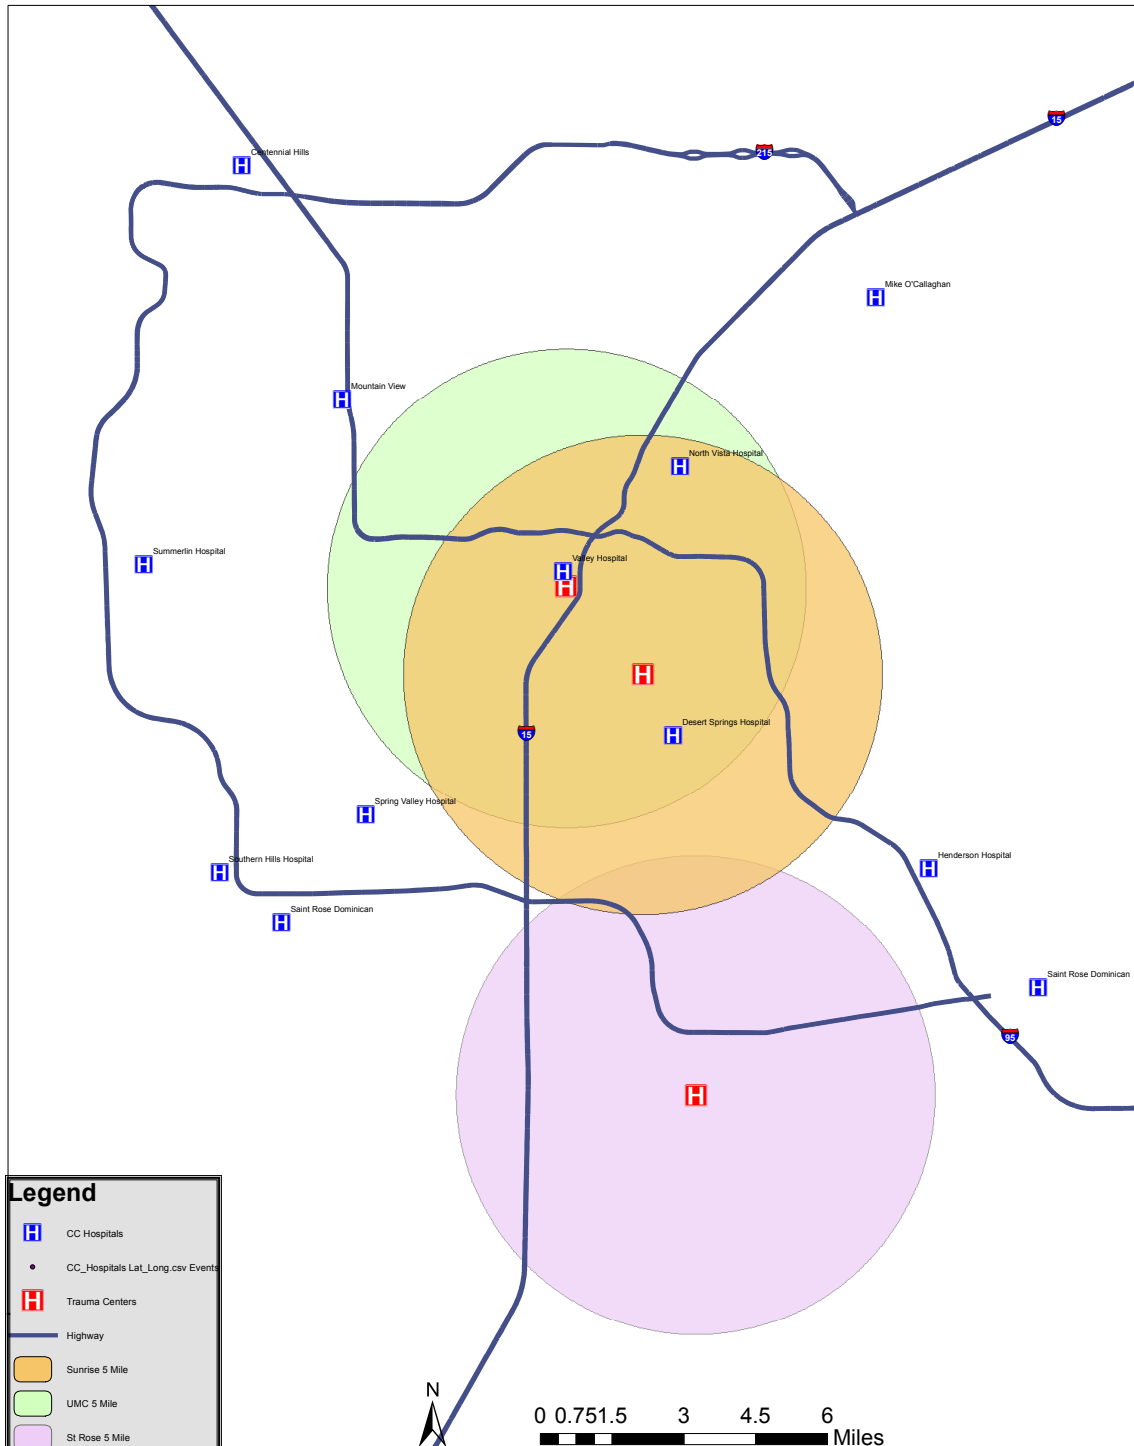 15
215
Centennial Hills
H
Mike O'Callaghan
H
Mountain View
H
North Vista Hospital
H
Summerlin Hospital
H
Valley Hospital
H
H
H
Desert Springs Hospital
H
15
Spring Valley Hospital
H
Southern Hills Hospital
H
Henderson Hospital
H
Saint Rose Dominican
H
Saint Rose Dominican
H
95
H
Legend
H CC Hospitals
CC_Hospitals Lat_Long.csv Events
H Trauma Centers
Highway
Sunrise 5 Mile
UMC 5 Mile
St Rose 5 Mile
N
0 0.75 1.5 3 4.5 6
Miles